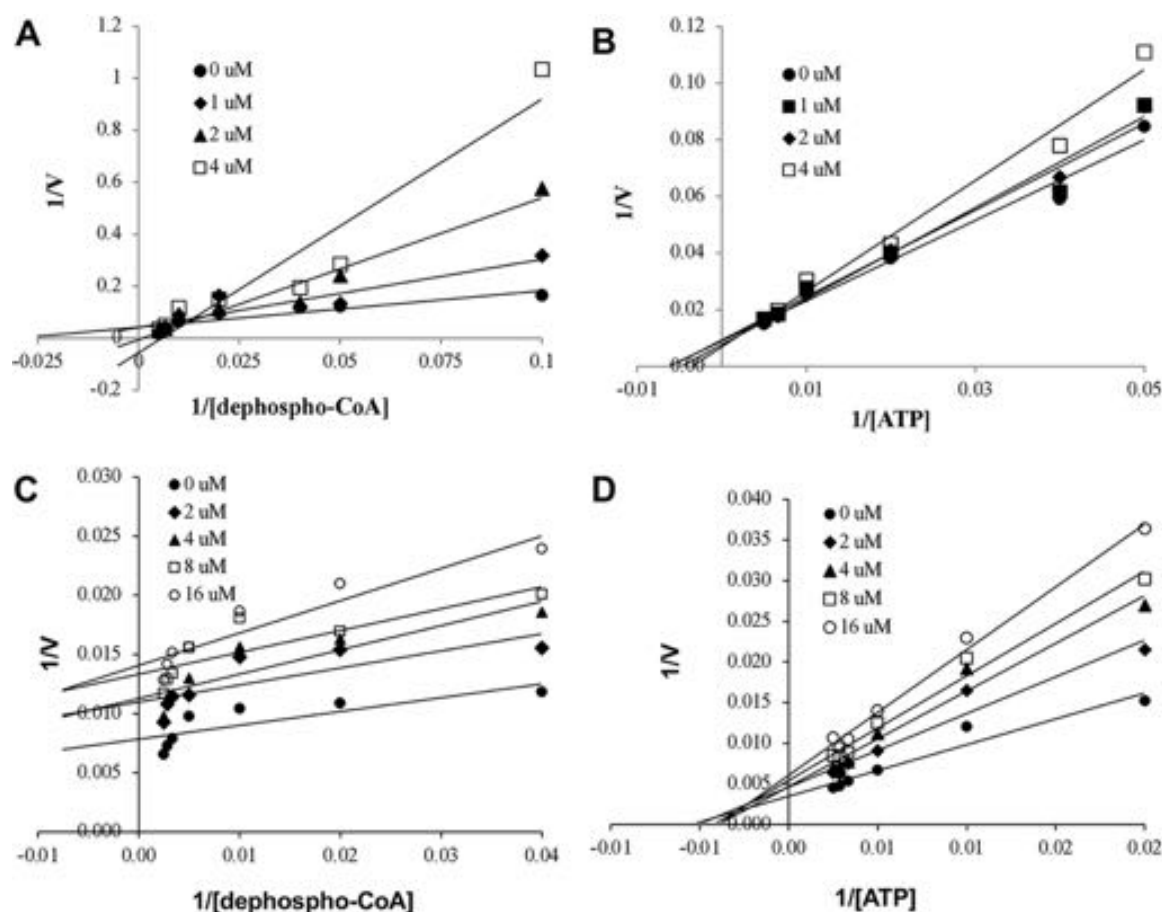 A
1.2
1
0.8
0.6
0.4
0.2
0
-0.2
1/V
0 uM
1 uM
2 uM
4 uM
-0.025
0
0.025
0.05
0.075
0.1
1/[dephospho-CoA]
B
0.12
0.10
0.08
0.06
0.04
0.02
0.00
1/V
0 uM
1 uM
2 uM
4 uM
-0.01
0.01
0.03
0.05
1/[ATP]
C
0.030
0.025
0.020
0.015
0.010
0.005
0.000
1/V
0 uM
2 uM
4 uM
8 uM
16 uM
-0.01
0.00
0.01
0.02
0.03
0.04
1/[dephospho-CoA]
D
0.040
0.035
0.030
0.025
0.020
0.015
0.010
0.005
0.000
1/V
0 uM
2 uM
4 uM
8 uM
16 uM
-0.01
-0.01
0.00
0.01
0.01
0.02
0.02
1/[ATP]